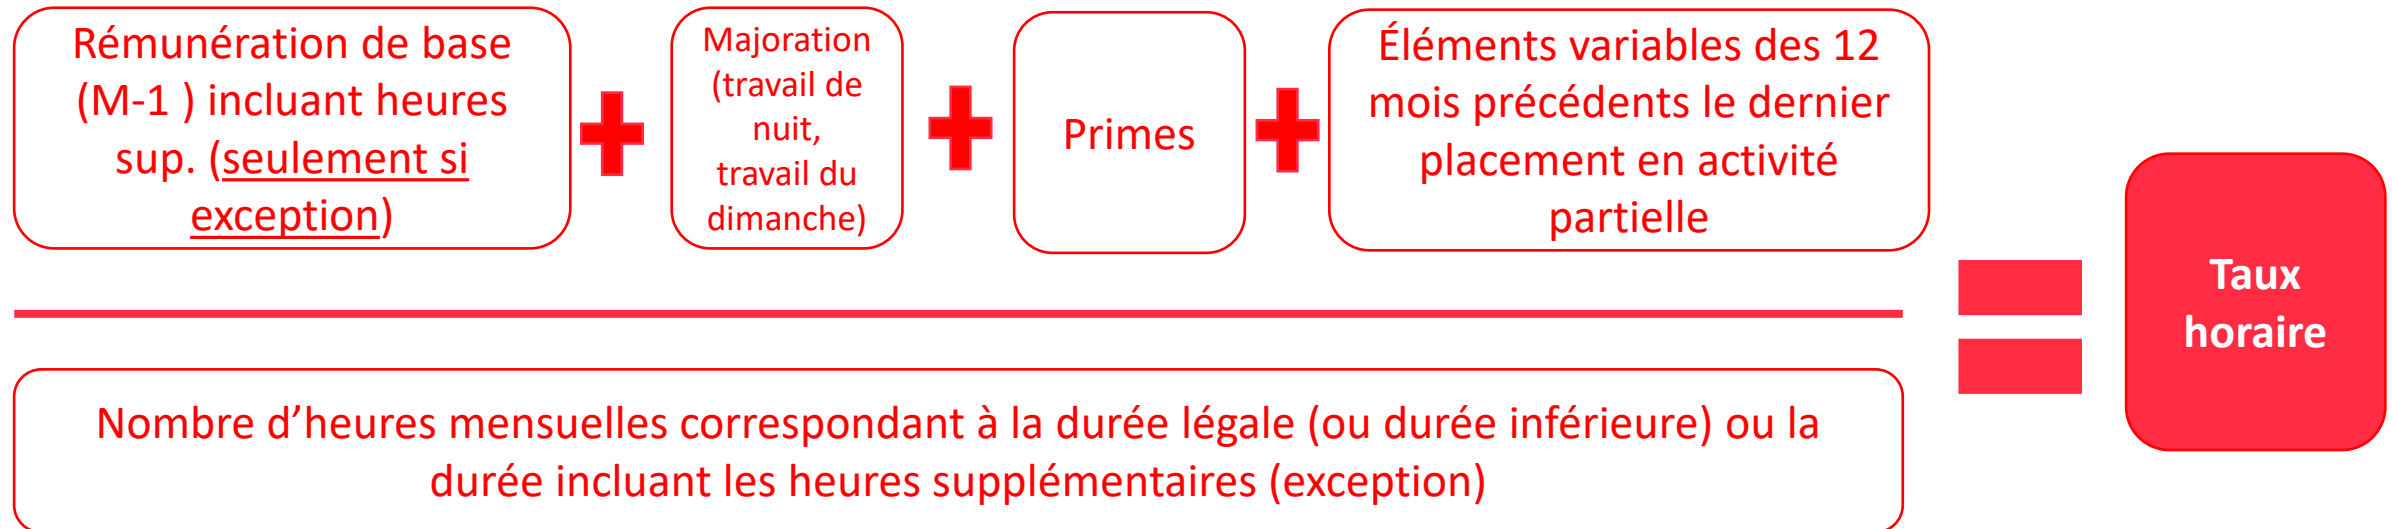 Rémunération de base
(M-1 ) incluant heures
sup. (seulement si
exception)
Majoration
(travail de
nuit,
travail du
dimanche)
Primes
Éléments variables des 12
mois précédents le dernier
placement en activité
partielle
Taux
horaire
Nombre d’heures mensuelles correspondant à la durée légale (ou durée inférieure) ou la
durée incluant les heures supplémentaires (exception)